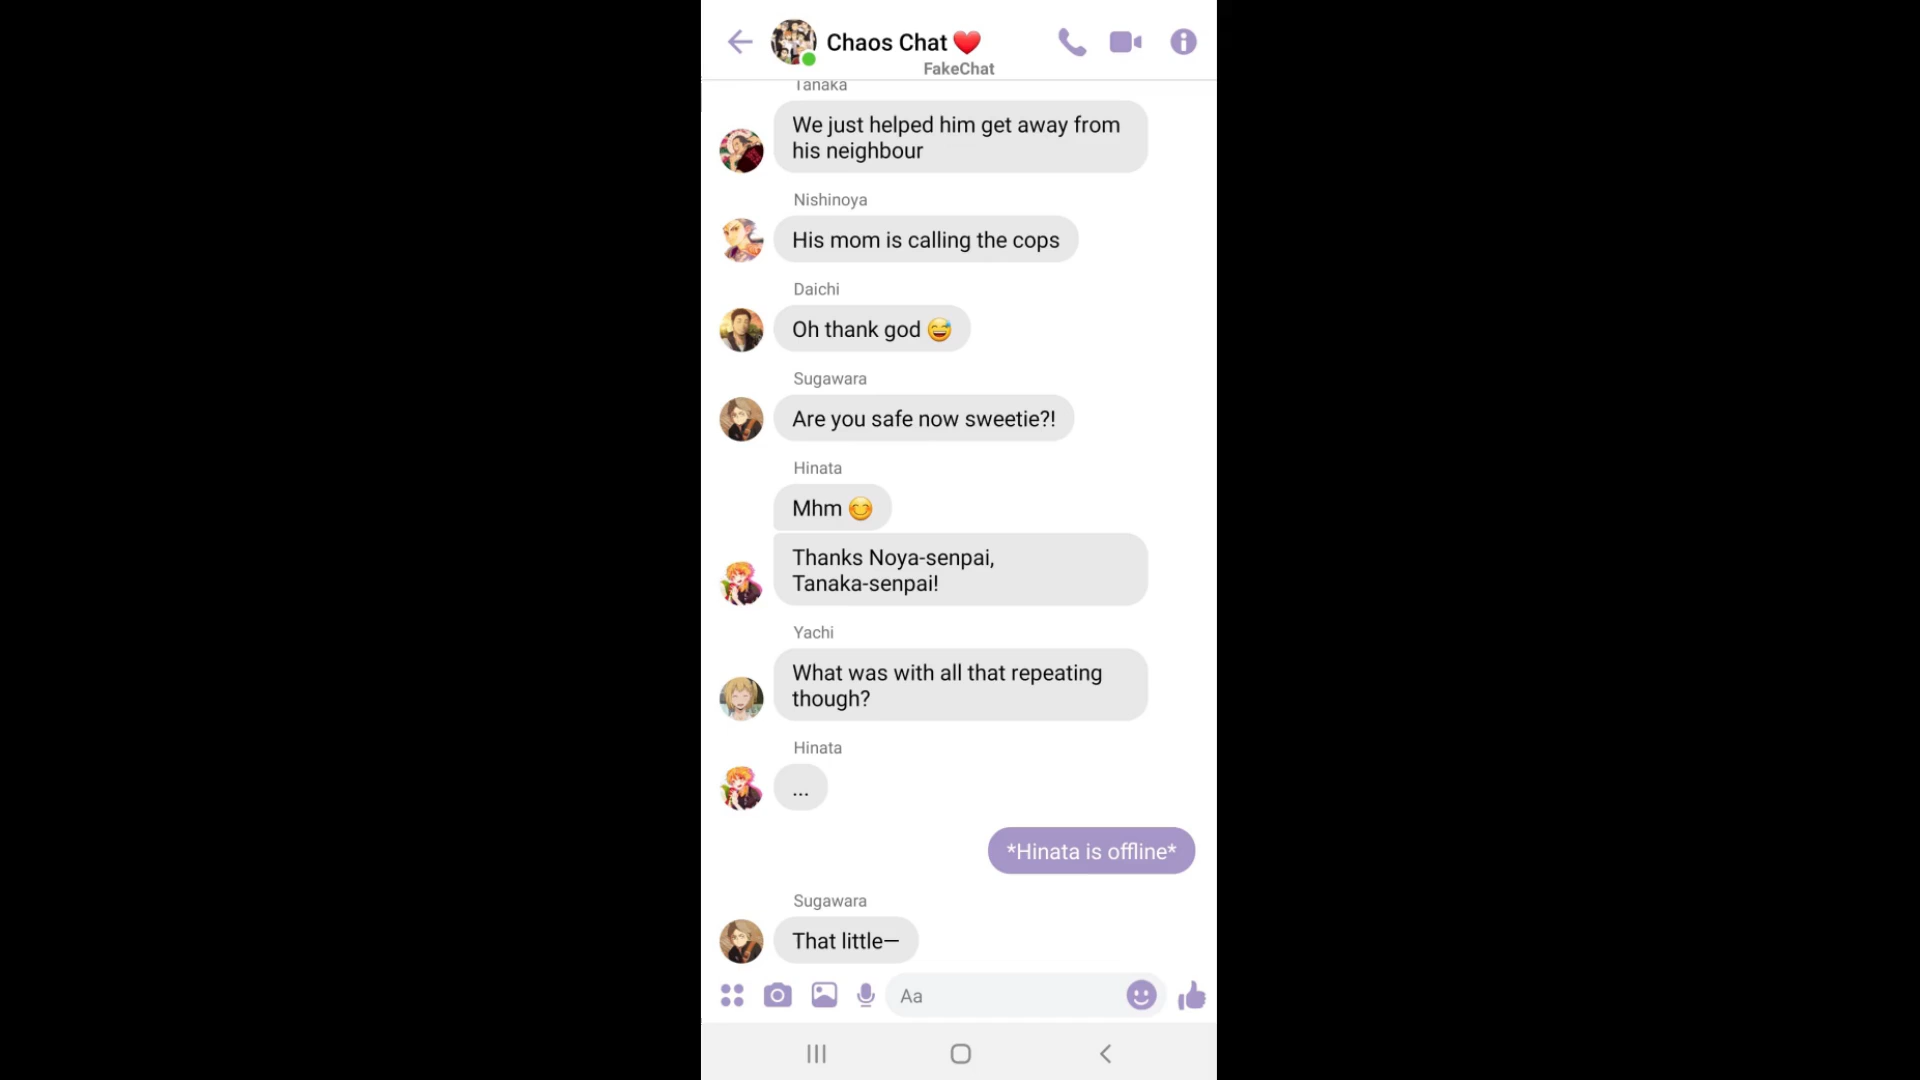 Chaos Chat ❤️
FakeChat
Tanaka
We just helped him get away from
his neighbour
Nishinoya
His mom is calling the cops
Daichi
Oh thank god 😅
Sugawara
Are you safe now sweetie?!
Hinata
Mhm 😊
Thanks Noya-senpai,
Tanaka-senpai!
Yachi
What was with all that repeating
though?
Hinata
...
*Hinata is offline*
Sugawara
That little—
Aa